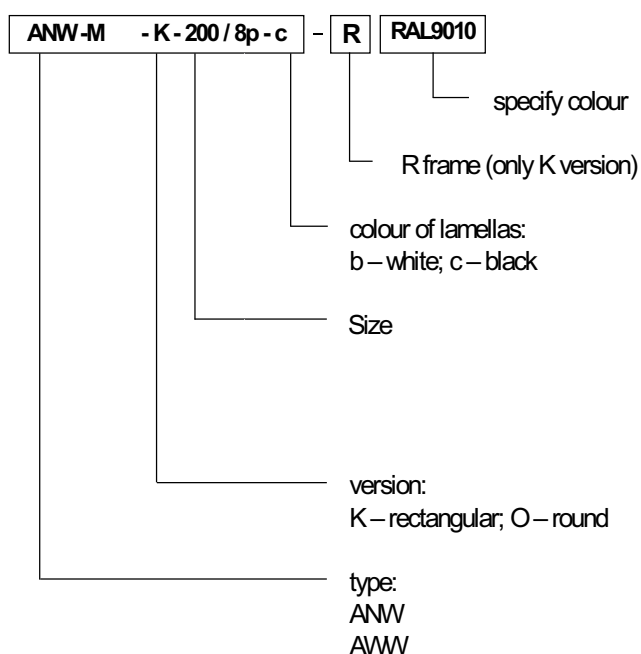 ANW-M - K - 200 / 8p - c - R RAL9010
specify colour
R frame (only K version)
colour of lamellas:
b – white; c – black
Size
version:
K – rectangular; O – round
type:
ANW
AWW